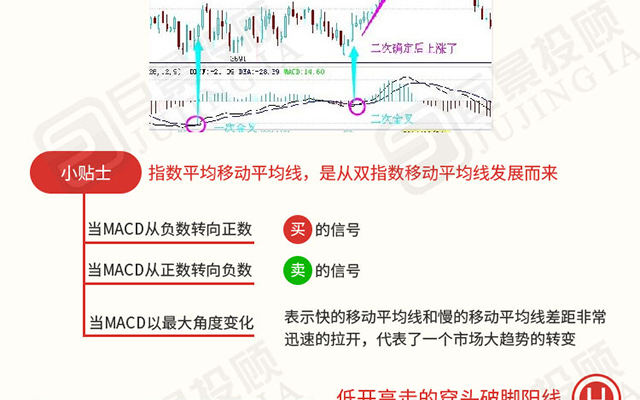 二次确定后上涨了
3691
26,12,9) DIFF:-2. 06 DEA:-28.29 MACD:14.60
一次金叉
二次金叉
小贴士
指数平均移动平均线，是从双指数移动平均线发展而来
当MACD从负数转向正数
买的信号
当MACD从正数转向负数
卖的信号
当MACD以最大角度变化
表示快的移动平均线和慢的移动平均线差距非常
迅速的拉开，代表了一个市场大趋势的转变
低开高走的穿头破脚阳线
九景投顾
JIUJING TIA